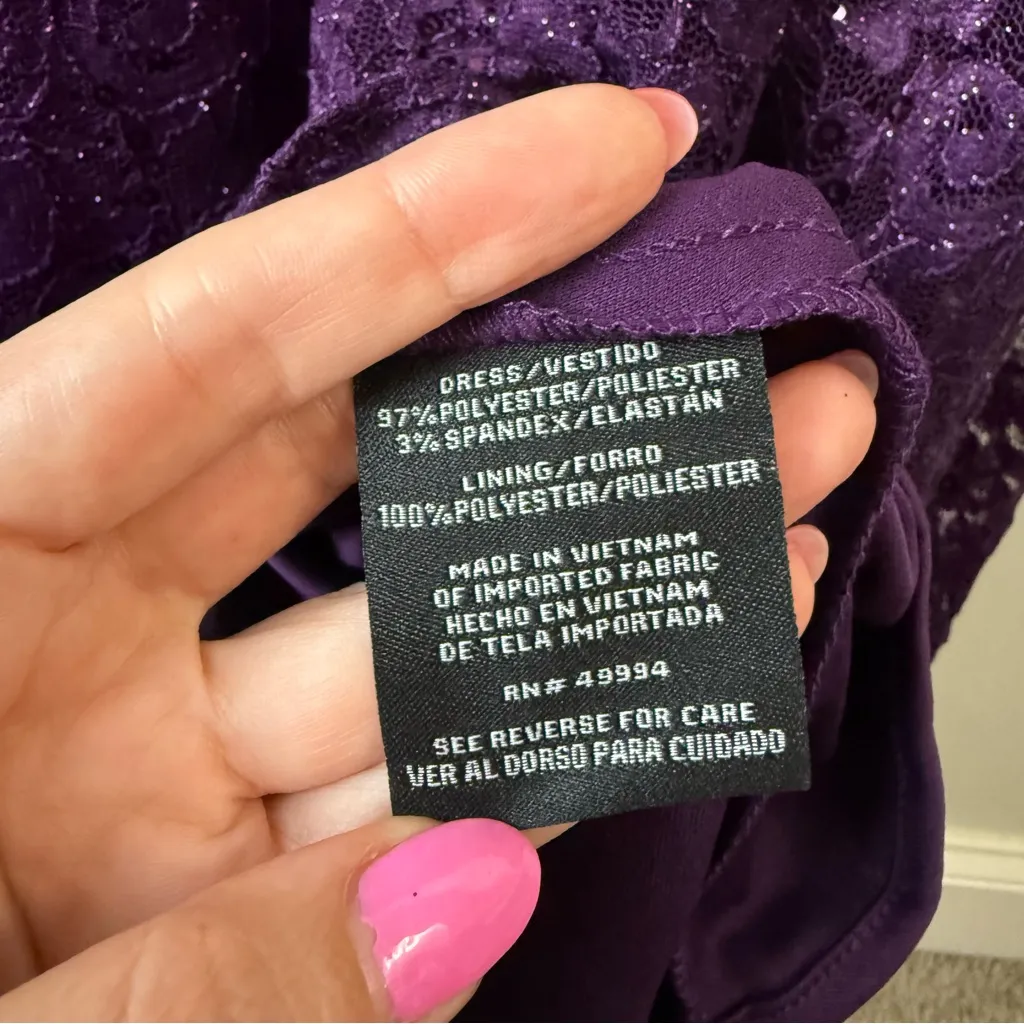 DRESS/VESTIDO
97%POLYESTER/POLIESTER
3%SPANDEX/ELASTAN
LINING/FORRO
100%POLYESTER/POLIESTER
MADE IN VIETNAM
OF IMPORTED FABRIC
HECHO EN VIETNAM
DE TELA IMPORTADA
RN# 49994
SEE REVERSE FOR CARE
VER AL DORSO PARA CUIDADO